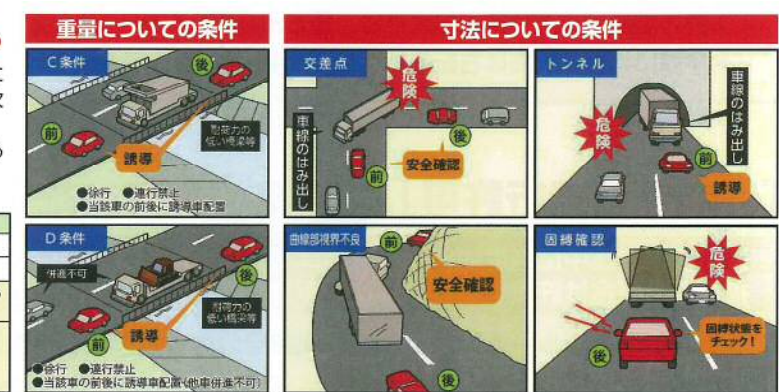 重量についての条件
C条件
後
前
誘導
耐荷力の
低い橋梁等
●徐行 ●連行禁止
●当該車の前後に誘導車配置
D条件
併進不可
後
前
誘導
耐荷力の
低い橋梁等
●徐行 ●連行禁止
●当該車の前後に誘導車配置(他車併進不可)
寸法についての条件
交差点
危険
車線のはみ出し
後
前
安全確認
トンネル
危険
車線のはみ出し
前
誘導
曲線部視界不良
前
安全確認
後
固縛確認
危険
後
固縛状態を
チェック!